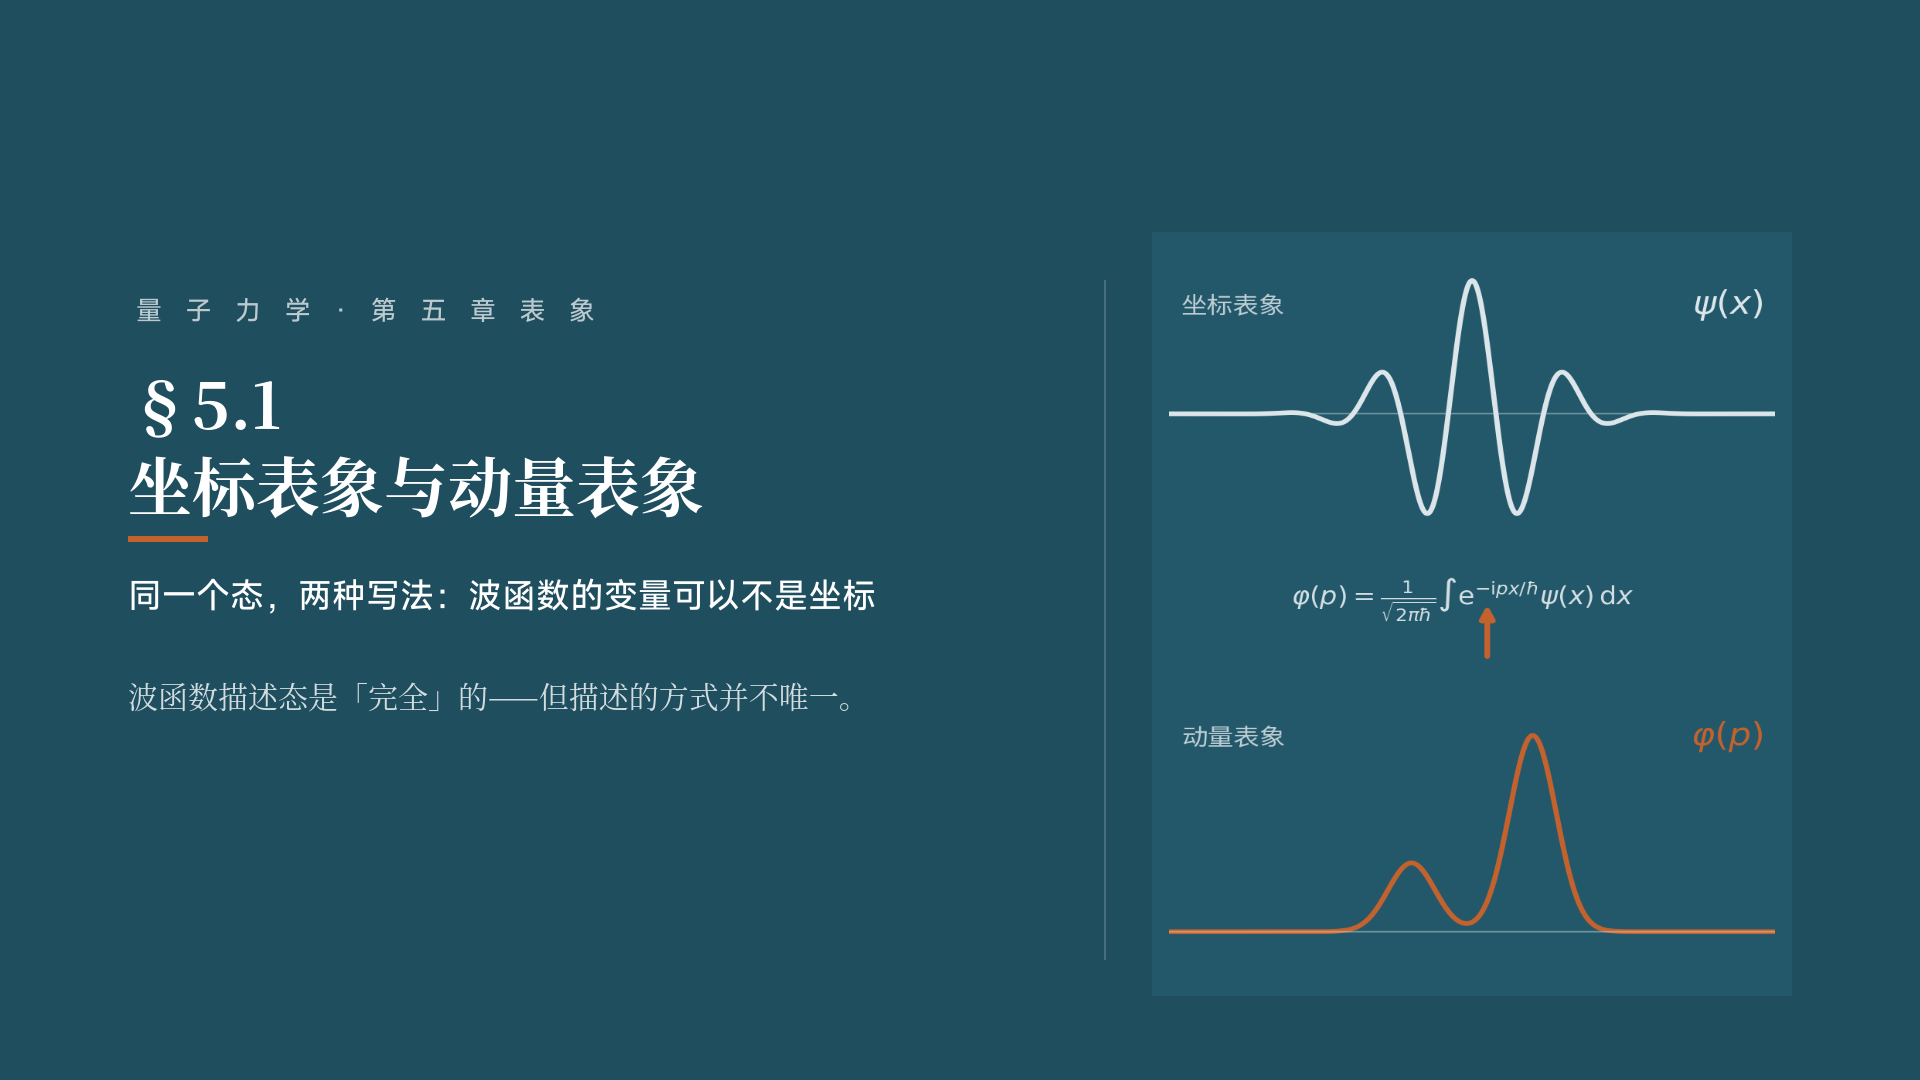 量子力学·第五章表象
§ 5.1
坐标表象与动量表象
同一个态，两种写法：波函数的变量可以不是坐标
波函数描述态是「完全」的——但描述的方式并不唯一。
坐标表象 ψ(x)
φ(p) = 1/√(2πħ) ∫ e^{−ipx/ħ} ψ(x) dx
动量表象 φ(p)